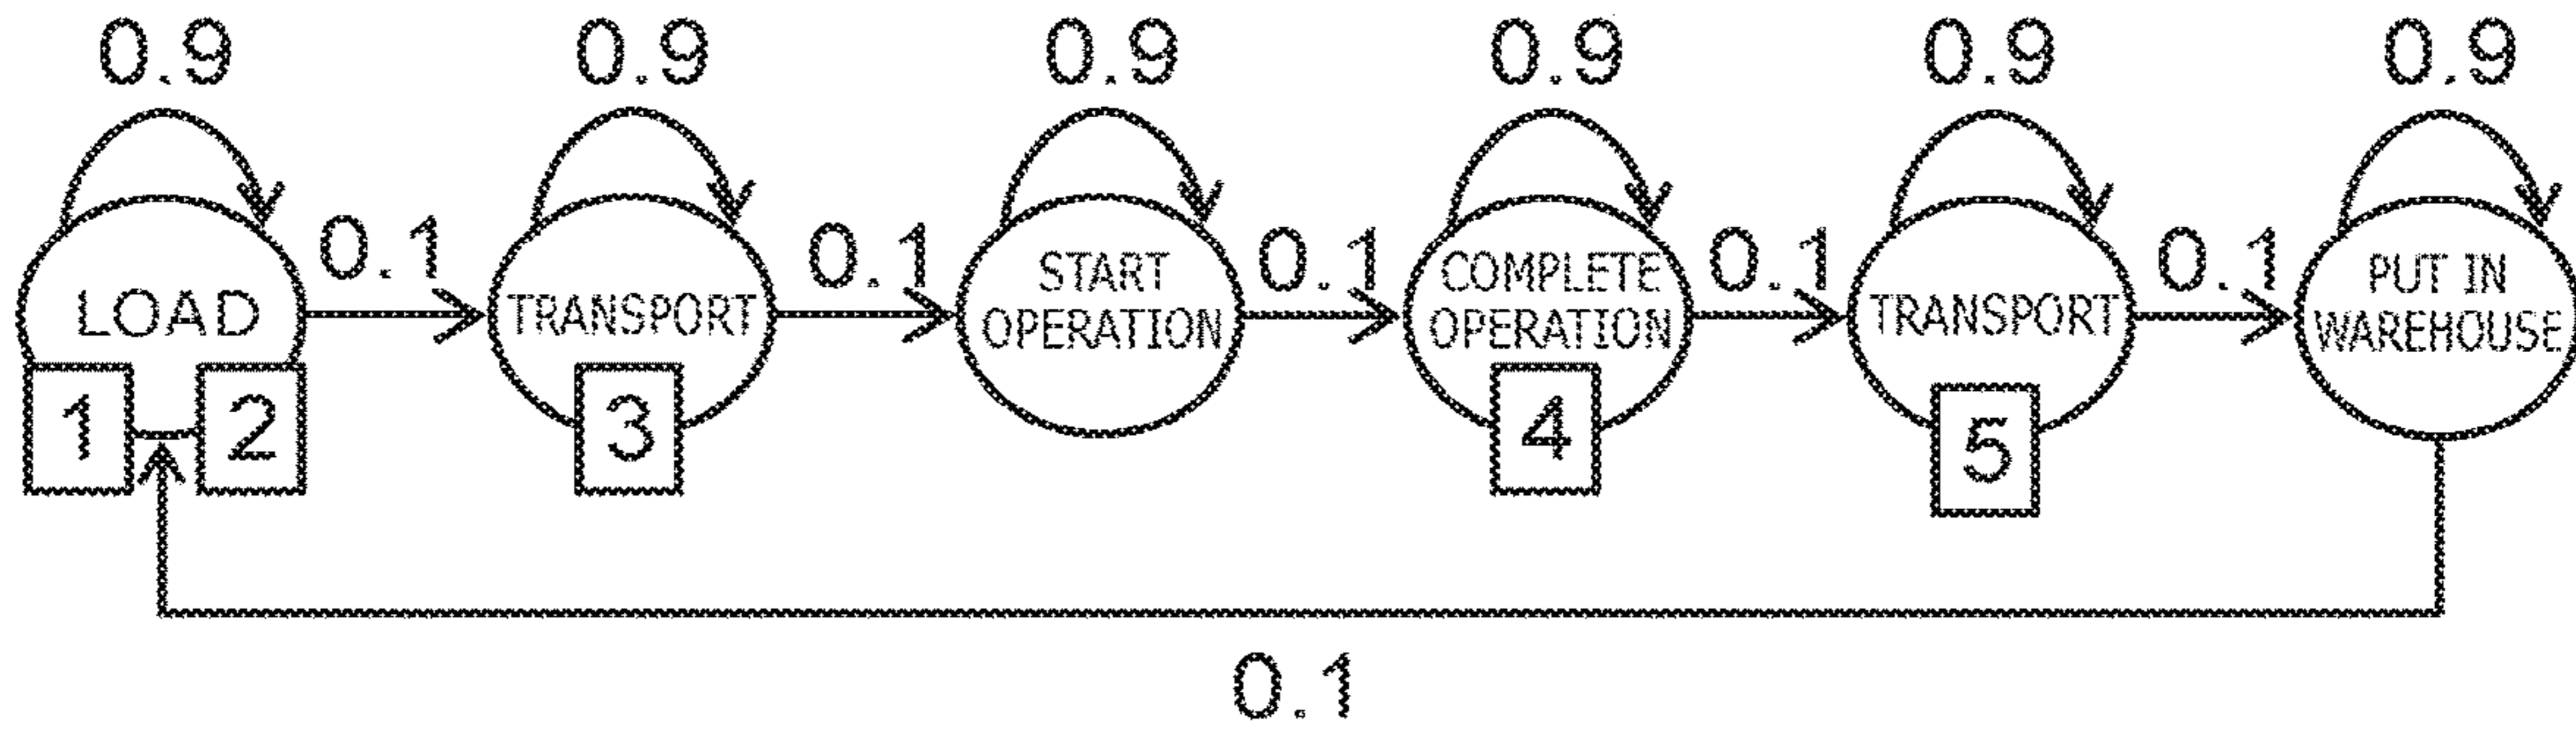 0.9 0.9 0.9 0.9 0.9 0.9
0.1 0.1 0.1 0.1 0.1
LOAD
TRANSPORT
START
OPERATION
COMPLETE
OPERATION
TRANSPORT
PUT IN
WAREHOUSE
1 2 3 4 5
0.1